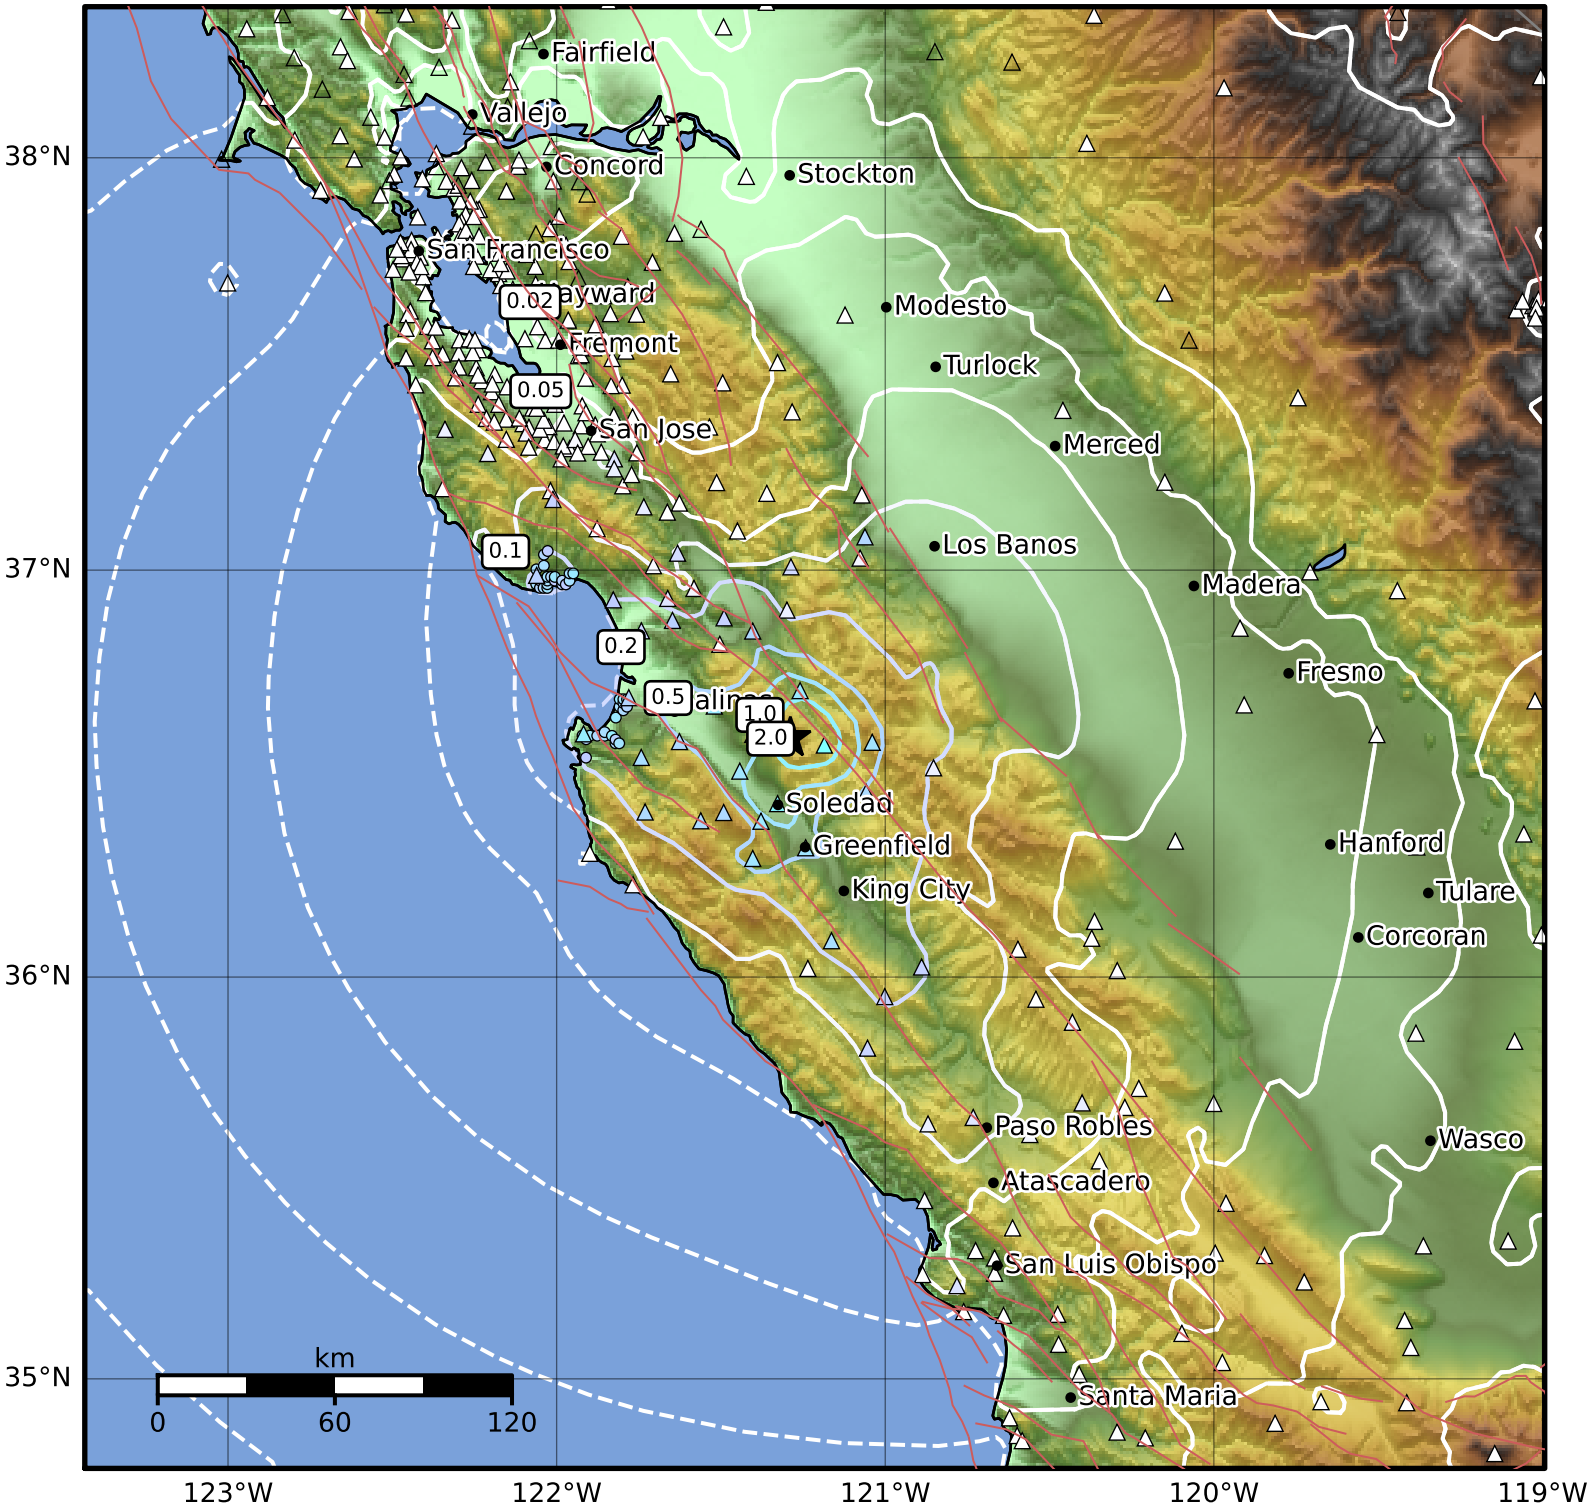 Fairfield
Vallejo
38°N
Concord
Stockton
San Francisco
0.02
ayward
Modesto
Fremont
Turlock
0.05
San Jose
Merced
0.1
Los Banos
37°N
Madera
0.2
Fresno
0.5
alinas
1.0
2.0
Soledad
Greenfield
Hanford
King City
Tulare
Corcoran
36°N
Paso Robles
Wasco
Atascadero
San Luis Obispo
km
35°N
0
60
120
Santa Maria
123°W
122°W
121°W
120°W
119°W